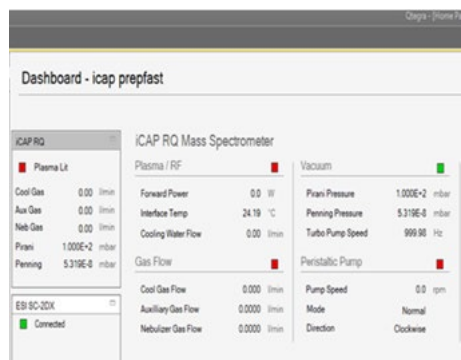 Qtegra - [Home Pa
Dashboard - icap prepfast
iCAP RQ
Plasma Lit
Cool Gas 0.00 l/min
Aux Gas 0.00 l/min
Neb Gas 0.00 l/min
Pirani 1.000E+2 mbar
Penning 5.319E-8 mbar
ESI SC-2DX
Connected
iCAP RQ Mass Spectrometer
Plasma / RF
Forward Power 0.0 W
Interface Temp 24.19 °C
Cooling Water Flow 0.00 l/min
Gas Flow
Cool Gas Flow 0.000 l/min
Auxilliary Gas Flow 0.0000 l/min
Nebulizer Gas Flow 0.0000 l/min
Vacuum
Pirani Pressure 1.000E+2 mbar
Penning Pressure 5.319E-8 mbar
Turbo Pump Speed 999.98 Hz
Peristaltic Pump
Pump Speed 0.0 rpm
Mode Normal
Direction Clockwise